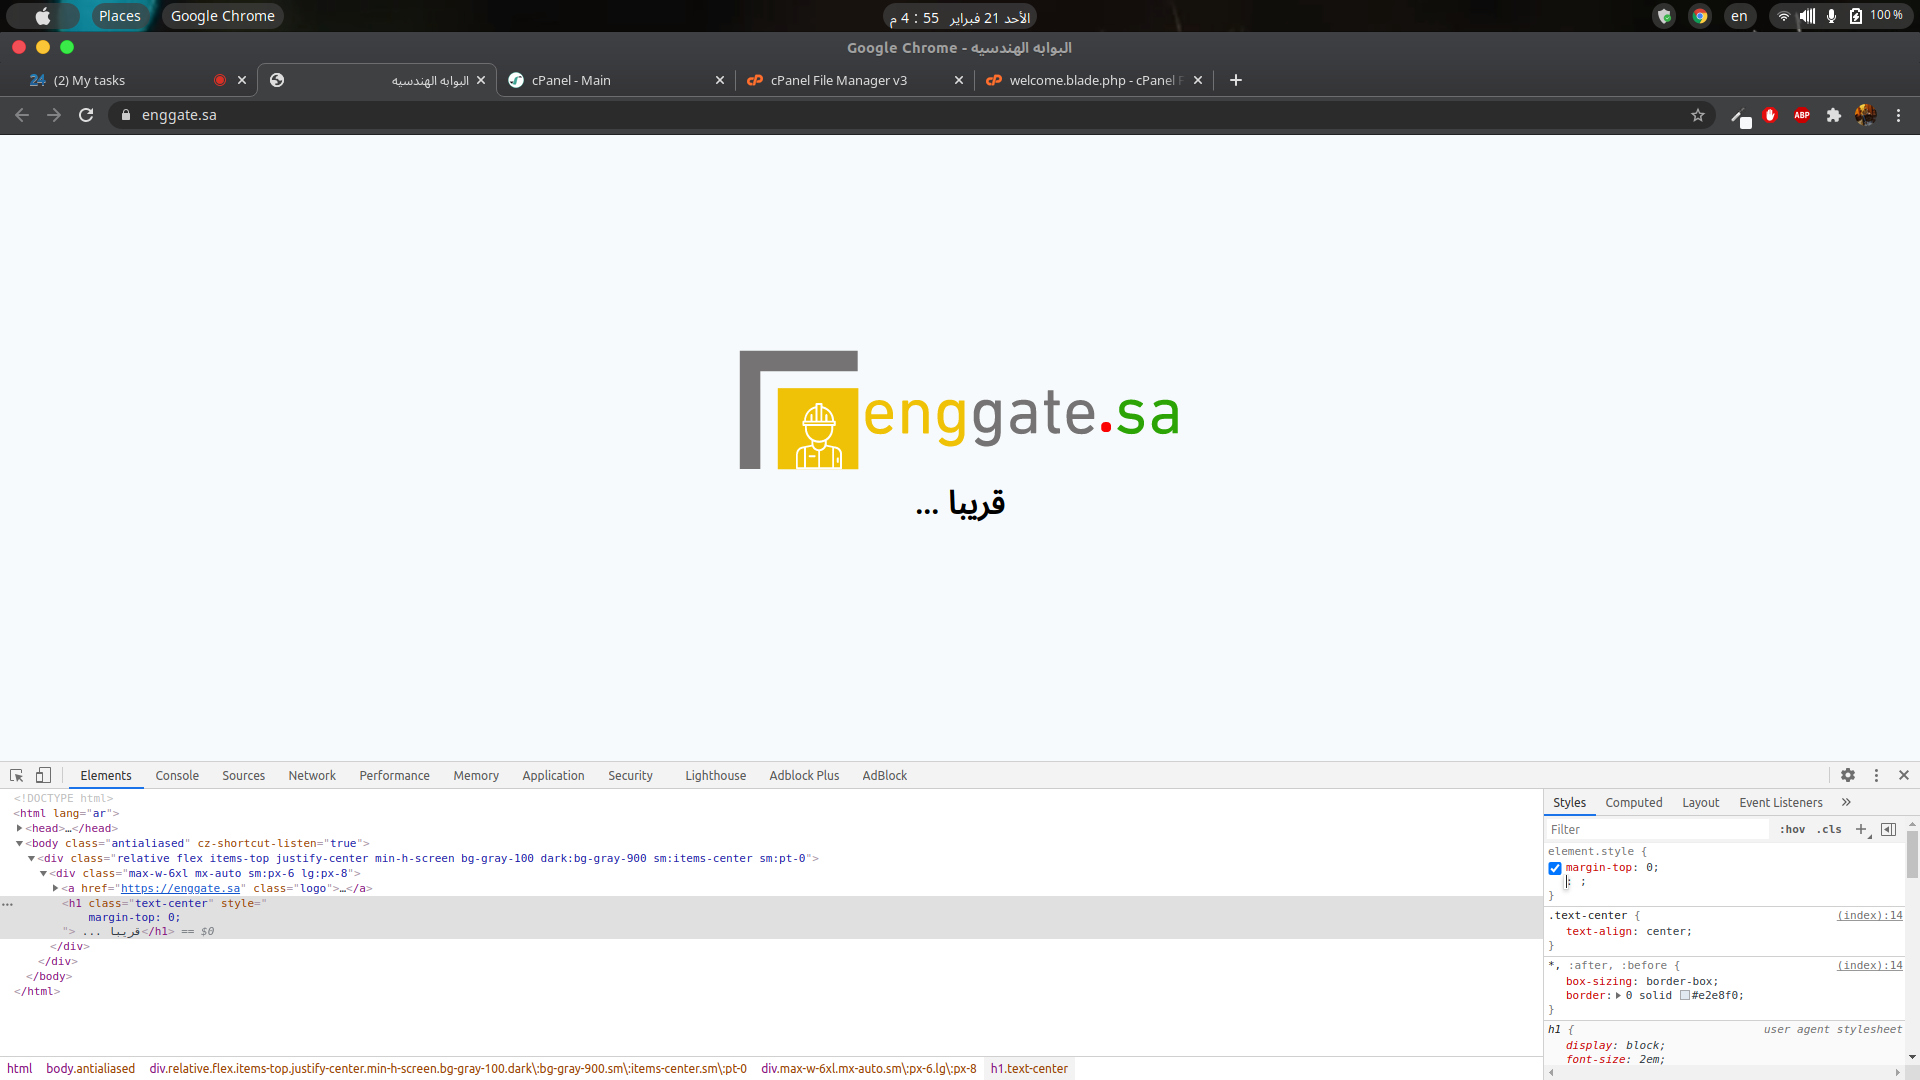 Places
Google Chrome
الأحد 21 فبراير 4 : 55 م
en
100 %
البوابه الهندسيه - Google Chrome
24 (2) My tasks
البوابه الهندسيه
cPanel - Main
cPanel File Manager v3
welcome.blade.php - cPanel F
enggate.sa
ABP
enggate.sa
قريبا ...
Elements
Console
Sources
Network
Performance
Memory
Application
Security
Lighthouse
Adblock Plus
AdBlock
<!DOCTYPE html>
<html lang="ar">
<head>…</head>
<body class="antialiased" cz-shortcut-listen="true">
<div class="relative flex items-top justify-center min-h-screen bg-gray-100 dark:bg-gray-900 sm:items-center sm:pt-0">
<div class="max-w-6xl mx-auto sm:px-6 lg:px-8">
<a href="https://enggate.sa" class="logo">…</a>
<h1 class="text-center" style="
margin-top: 0;
"> قريبا ... </h1> == $0
</div>
</div>
</body>
</html>
html
body.antialiased
div.relative.flex.items-top.justify-center.min-h-screen.bg-gray-100.dark\:bg-gray-900.sm\:items-center.sm\:pt-0
div.max-w-6xl.mx-auto.sm\:px-6.lg\:px-8
h1.text-center
Styles
Computed
Layout
Event Listeners
Filter
:hov
.cls
element.style {
margin-top: 0;
: ;
}
.text-center {
(index):14
text-align: center;
}
*, :after, :before {
(index):14
box-sizing: border-box;
border: 0 solid #e2e8f0;
}
h1 {
user agent stylesheet
display: block;
font-size: 2em;